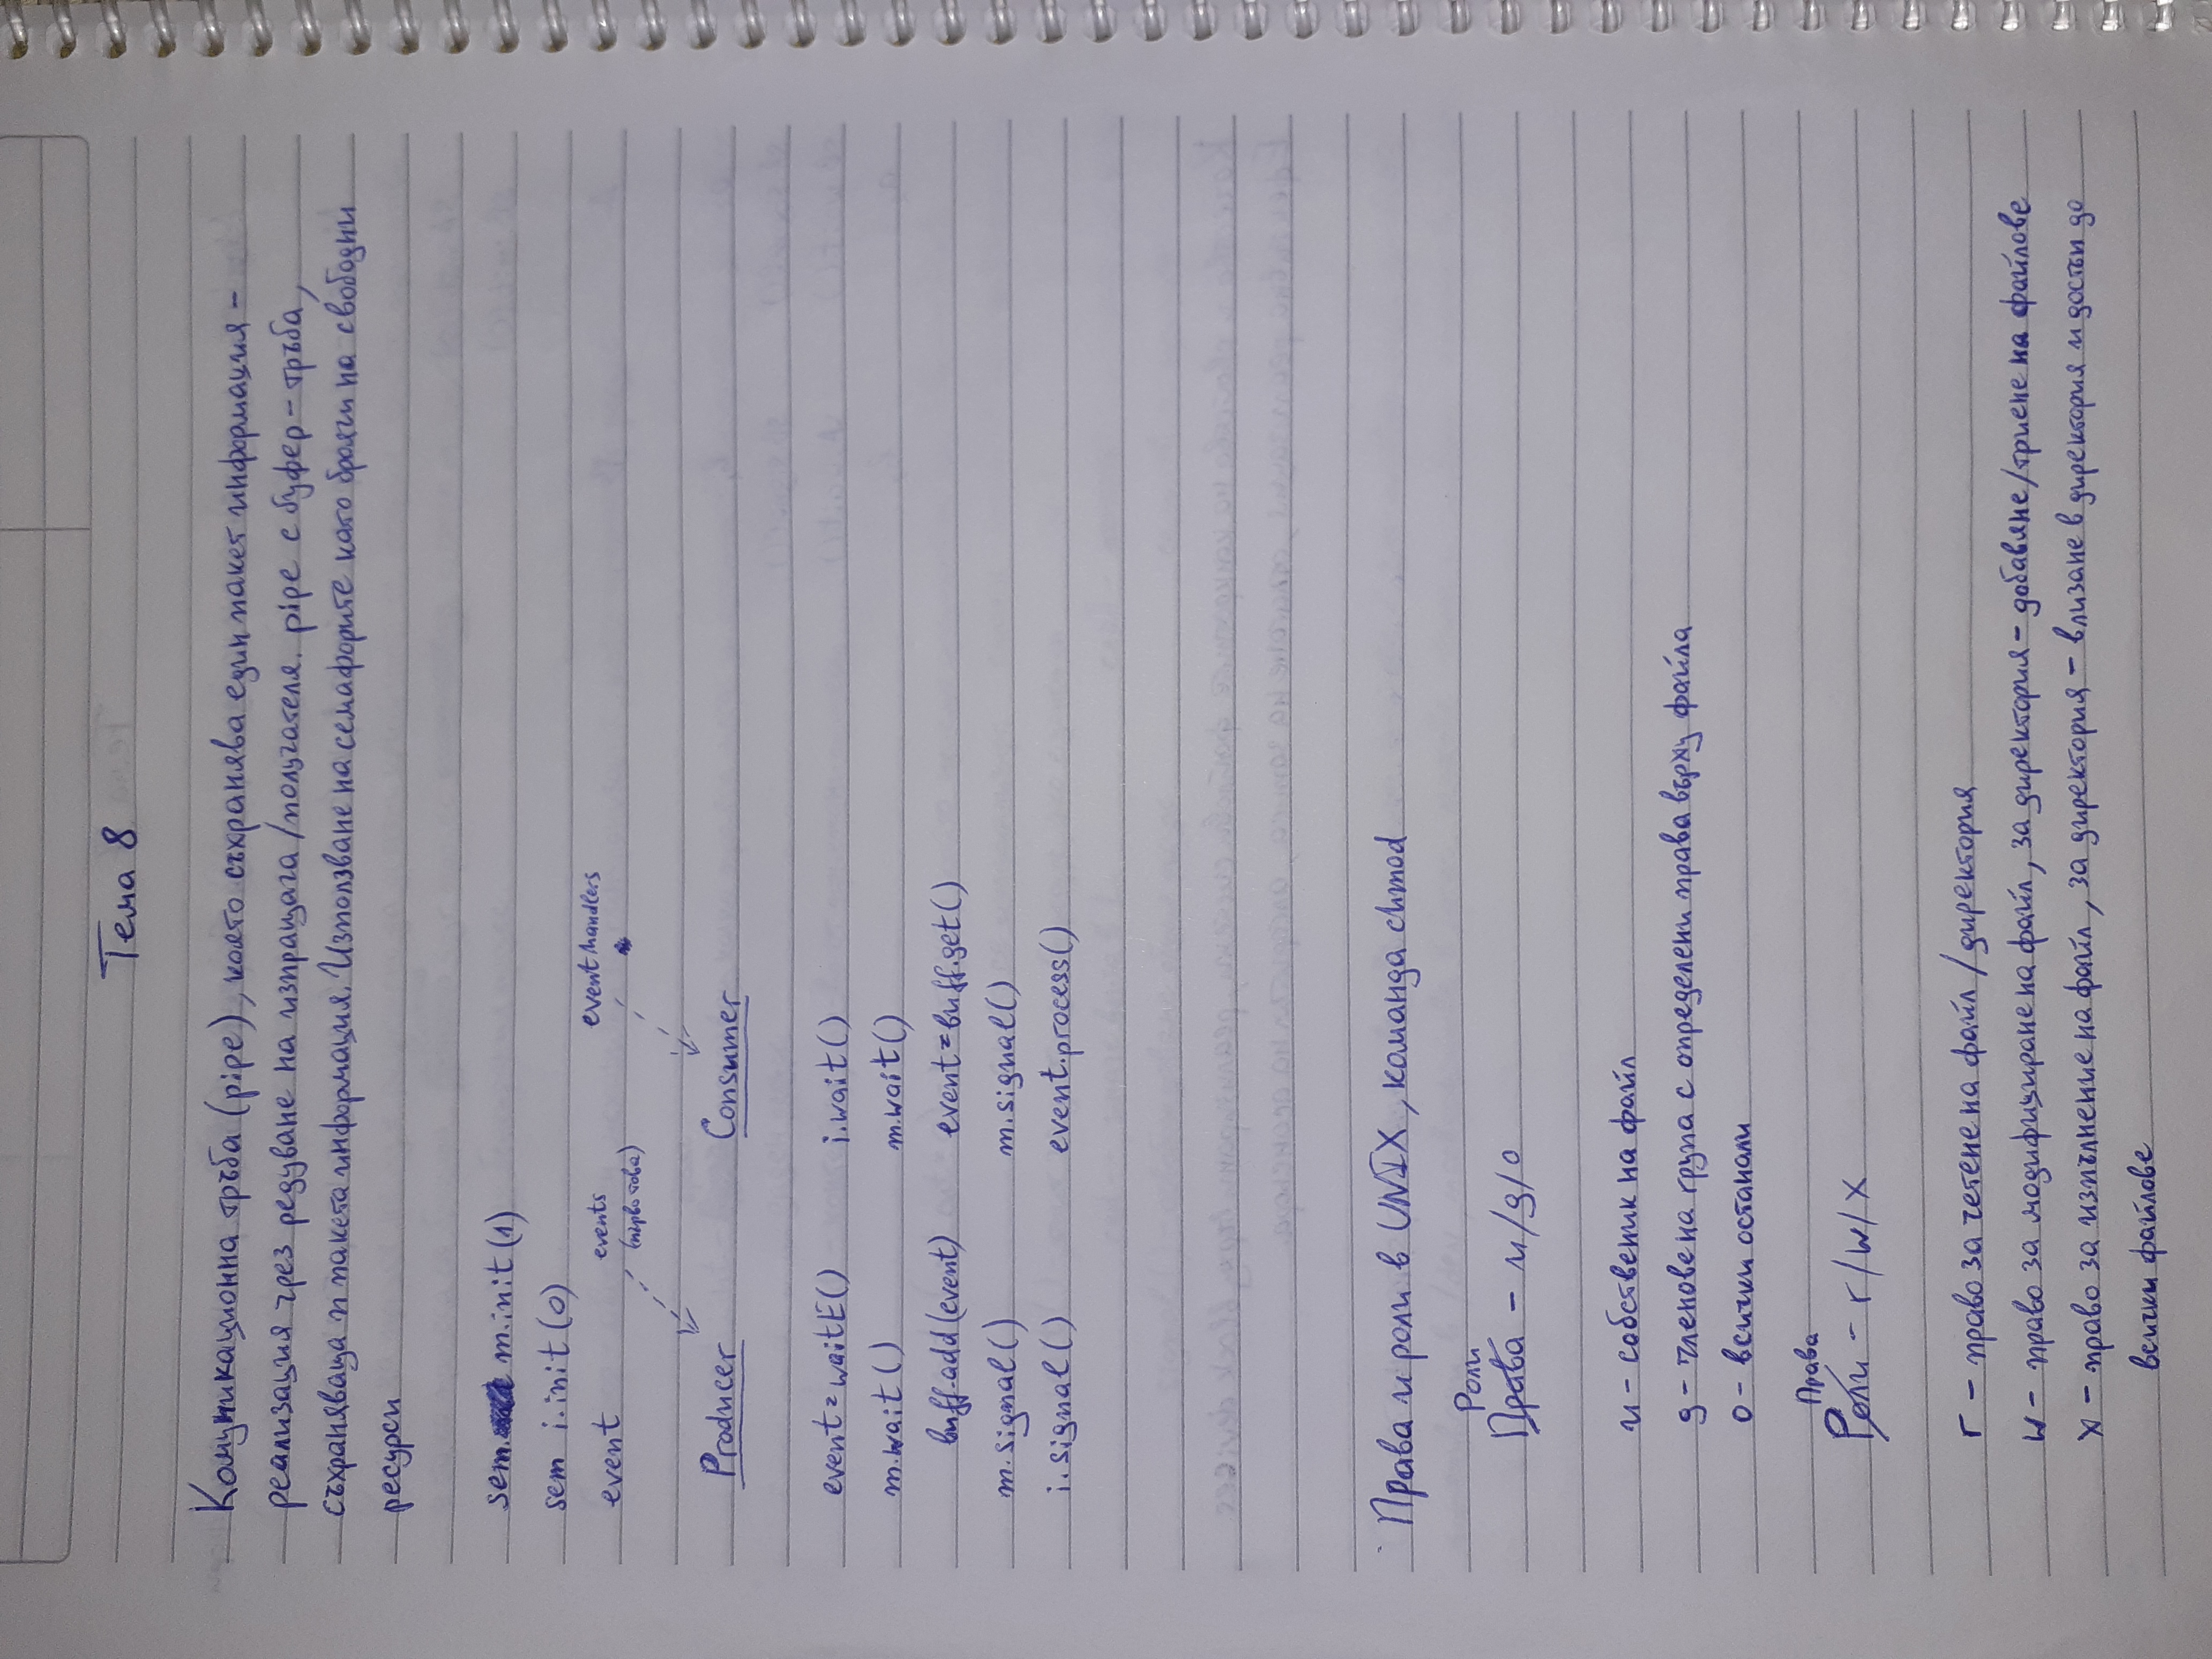 Тема 8
Комуникационна тръба (pipe), която съхранява един пакет информация -
реализация чрез редуване на изпращача/получателя. pipe с буфер - тръба,
съхраняваща n пакета информация. Използване на семафорите като броячи на свободни
ресурси
sem m.init(1)
sem i.init(0)
event
events
(първо това)
event handlers
Producer Consumer
event=waitE() i.wait()
m.wait() m.wait()
buff.add(event) event=buff.get()
m.signal() m.signal()
i.signal() event.process()
Права и роли в UNIX, команда chmod
Роли
Права - u/g/o
u - собственик на файл
g - членове на група с определени права върху файла
o - всички останали
Права
Роли - r/w/x
r - право за четене на файл/директория
w - право за модифициране на файл, за директория - добавяне/триене на файлове
x - право за изпълнение на файл, за директория - влизане в директория и достъп до
всички файлове